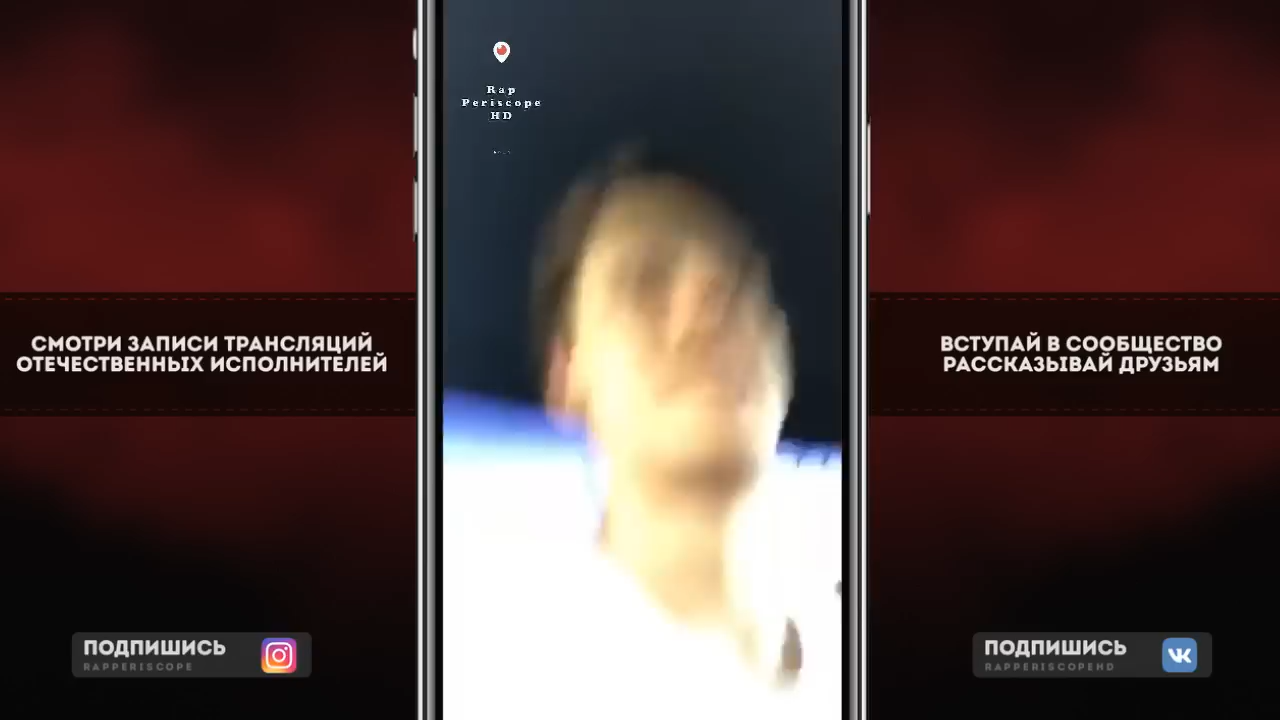 Rap
Periscope
HD
СМОТРИ ЗАПИСИ ТРАНСЛЯЦИЙ
ОТЕЧЕСТВЕННЫХ ИСПОЛНИТЕЛЕЙ
ВСТУПАЙ В СООБЩЕСТВО
РАССКАЗЫВАЙ ДРУЗЬЯМ
ПОДПИШИСЬ
RAPPERISCOPE
ПОДПИШИСЬ
RAPPERISCOPEHD